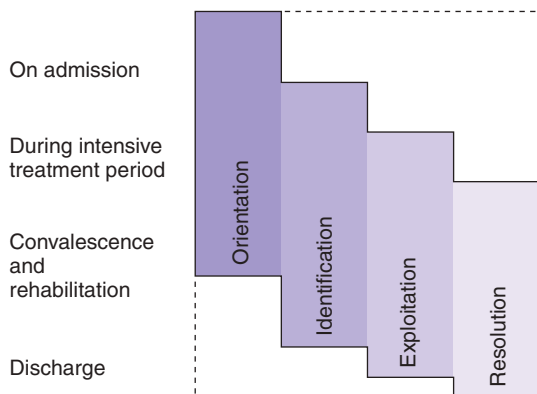 On admission
During intensive
treatment period
Convalescence
and
rehabilitation
Discharge
Orientation
Identification
Exploitation
Resolution